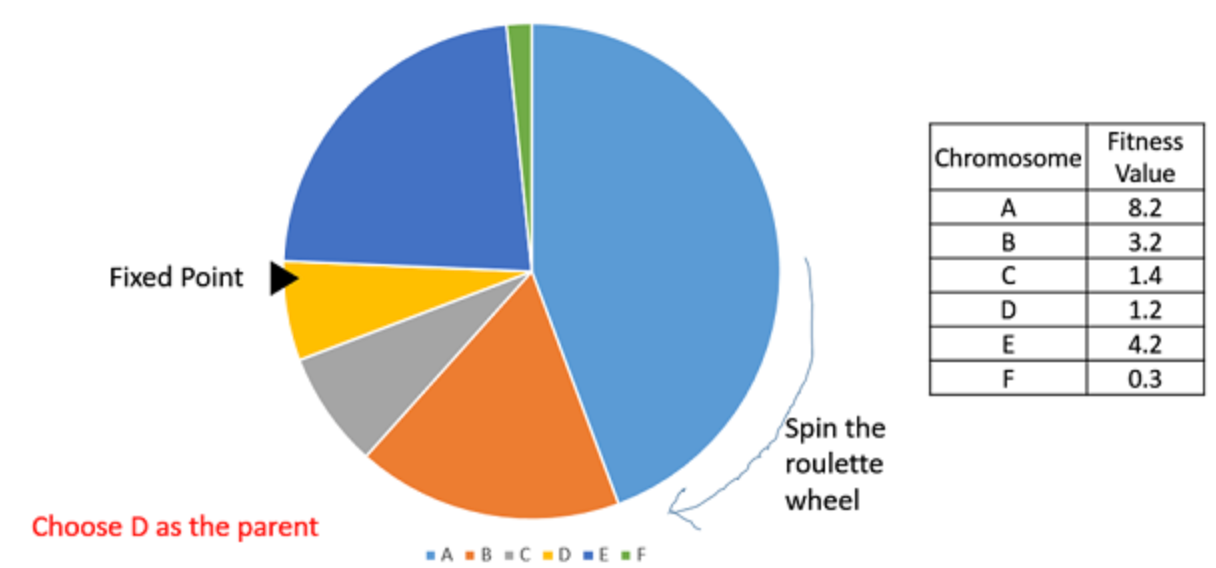 Fixed Point
Chromosome Fitness Value
A 8.2
B 3.2
C 1.4
D 1.2
E 4.2
F 0.3
Spin the
roulette
wheel
Choose D as the parent
A B C D E F